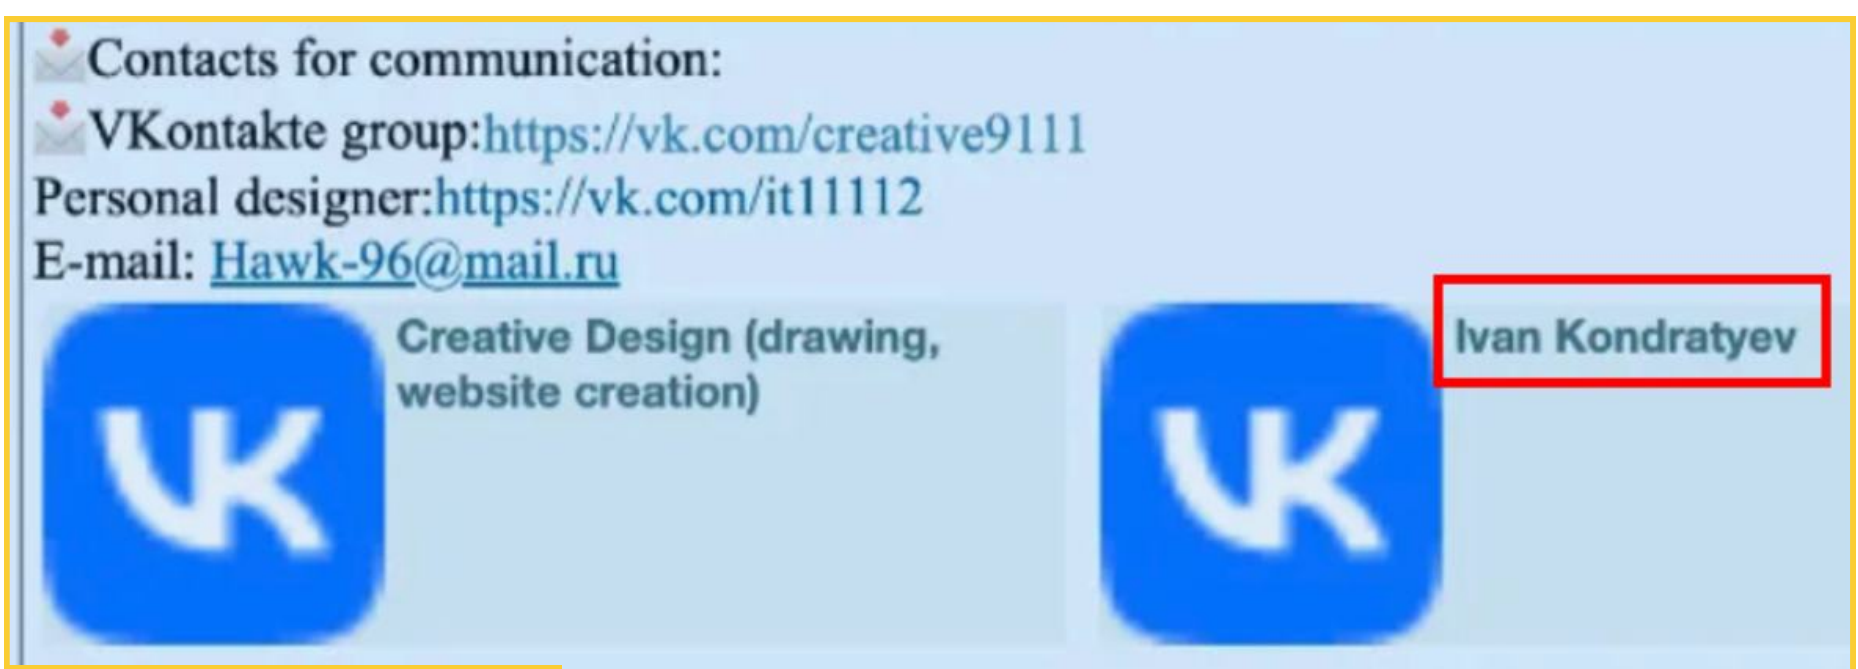 Contacts for communication:
VKontakte group:https://vk.com/creative9111
Personal designer:https://vk.com/it11112
E-mail: Hawk-96@mail.ru
Creative Design (drawing,
website creation)
Ivan Kondratyev